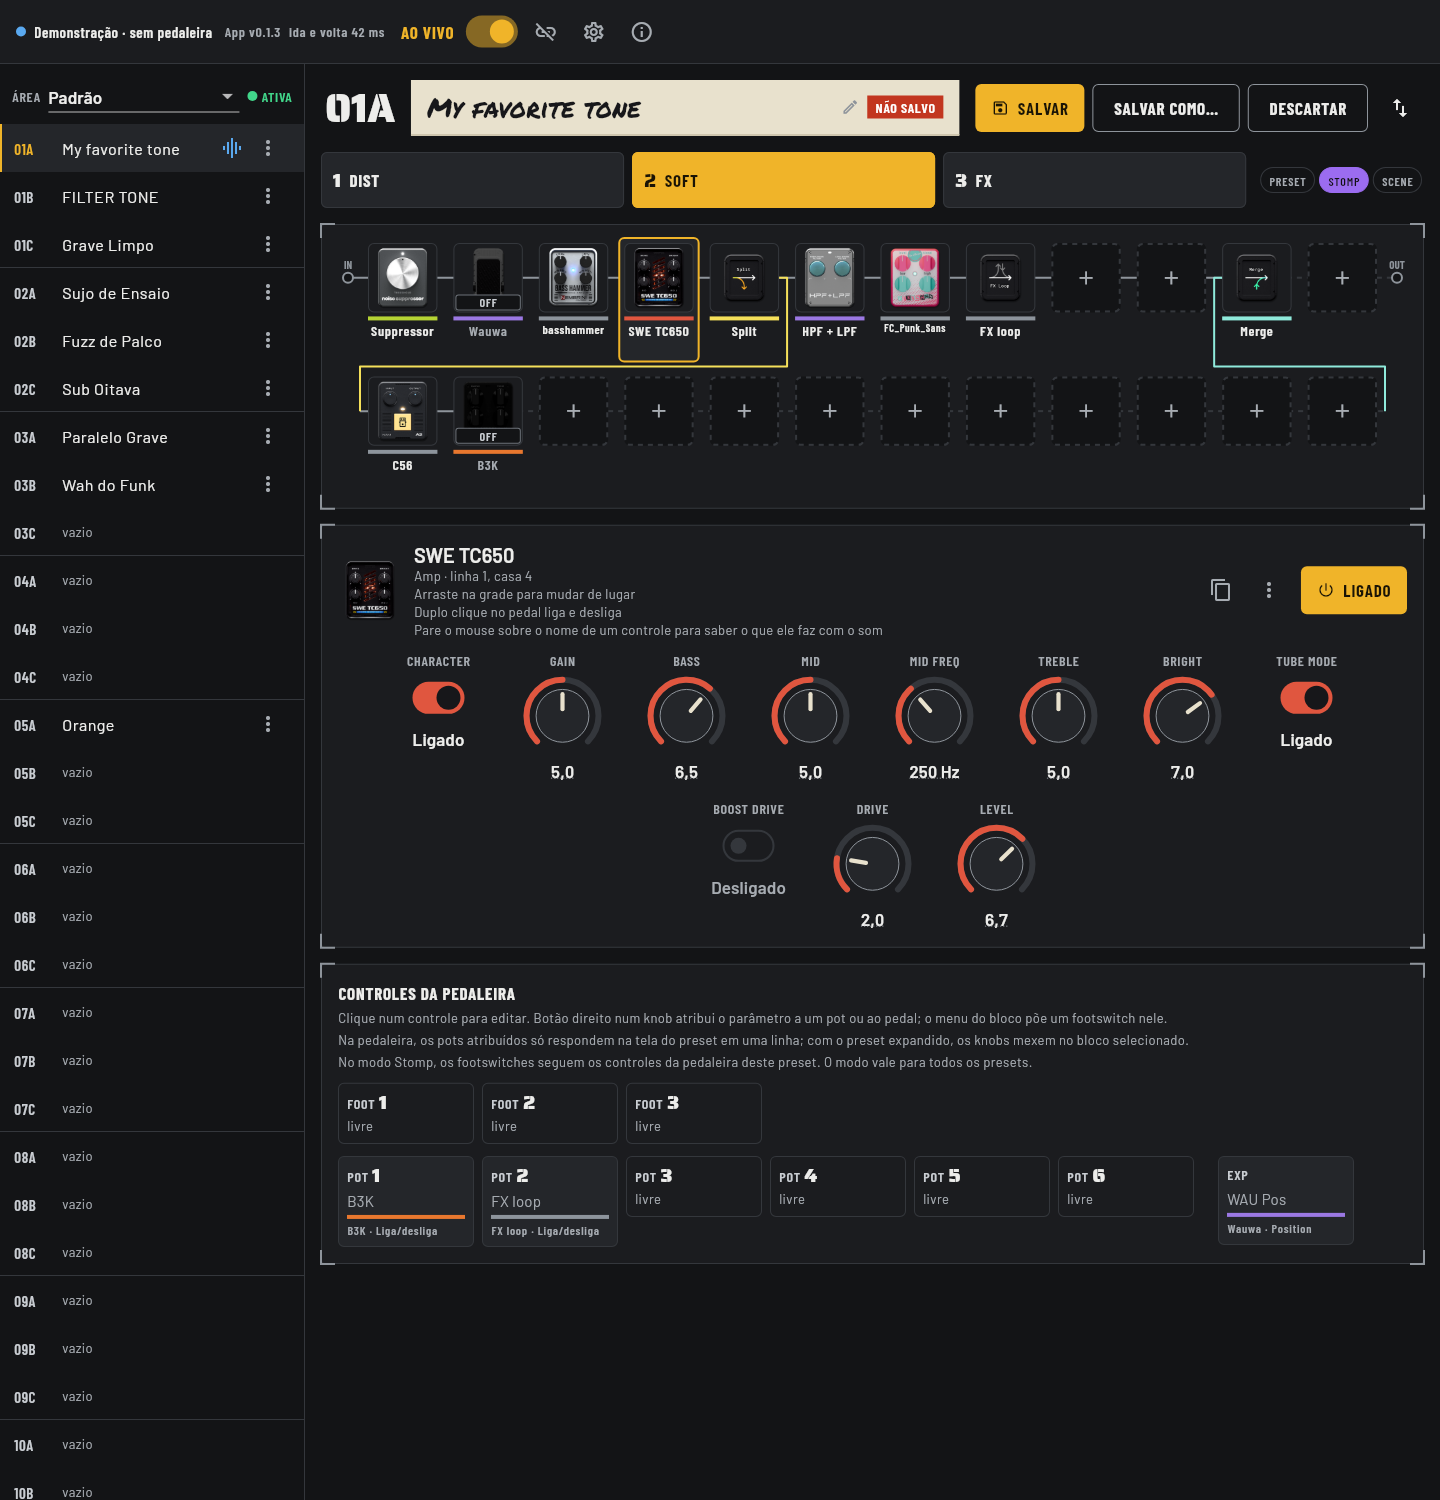 Demonstração · sem pedaleira App v0.1.3 Ida e volta 42 ms AO VIVO
ÁREA Padrão ATIVA
01A My favorite tone
01B FILTER TONE
01C Grave Limpo
02A Sujo de Ensaio
02B Fuzz de Palco
02C Sub Oitava
03A Paralelo Grave
03B Wah do Funk
03C vazio
04A vazio
04B vazio
04C vazio
05A Orange
05B vazio
05C vazio
06A vazio
06B vazio
06C vazio
07A vazio
07B vazio
07C vazio
08A vazio
08B vazio
08C vazio
09A vazio
09B vazio
09C vazio
10A vazio
10B vazio
01A My favorite tone NÃO SALVO SALVAR SALVAR COMO... DESCARTAR
1 DIST 2 SOFT 3 FX PRESET STOMP SCENE
IN OUT
OFF
Suppressor Wauwa basshammer SWE TC650 Split HPF + LPF FC_Punk_Sans FX loop Merge
OFF
C56 B3K
SWE TC650
Amp · linha 1, casa 4
Arraste na grade para mudar de lugar
Duplo clique no pedal liga e desliga
Pare o mouse sobre o nome de um controle para saber o que ele faz com o som
LIGADO
CHARACTER GAIN BASS MID MID FREQ TREBLE BRIGHT TUBE MODE
Ligado 5,0 6,5 5,0 250 Hz 5,0 7,0 Ligado
BOOST DRIVE DRIVE LEVEL
Desligado 2,0 6,7
CONTROLES DA PEDALEIRA
Clique num controle para editar. Botão direito num knob atribui o parâmetro a um pot ou ao pedal; o menu do bloco põe um footswitch nele.
Na pedaleira, os pots atribuídos só respondem na tela do preset em uma linha; com o preset expandido, os knobs mexem no bloco selecionado.
No modo Stomp, os footswitches seguem os controles da pedaleira deste preset. O modo vale para todos os presets.
FOOT 1 FOOT 2 FOOT 3
livre livre livre
POT 1 POT 2 POT 3 POT 4 POT 5 POT 6 EXP
B3K FX loop livre livre livre livre WAU Pos
B3K · Liga/desliga FX loop · Liga/desliga Wauwa · Position